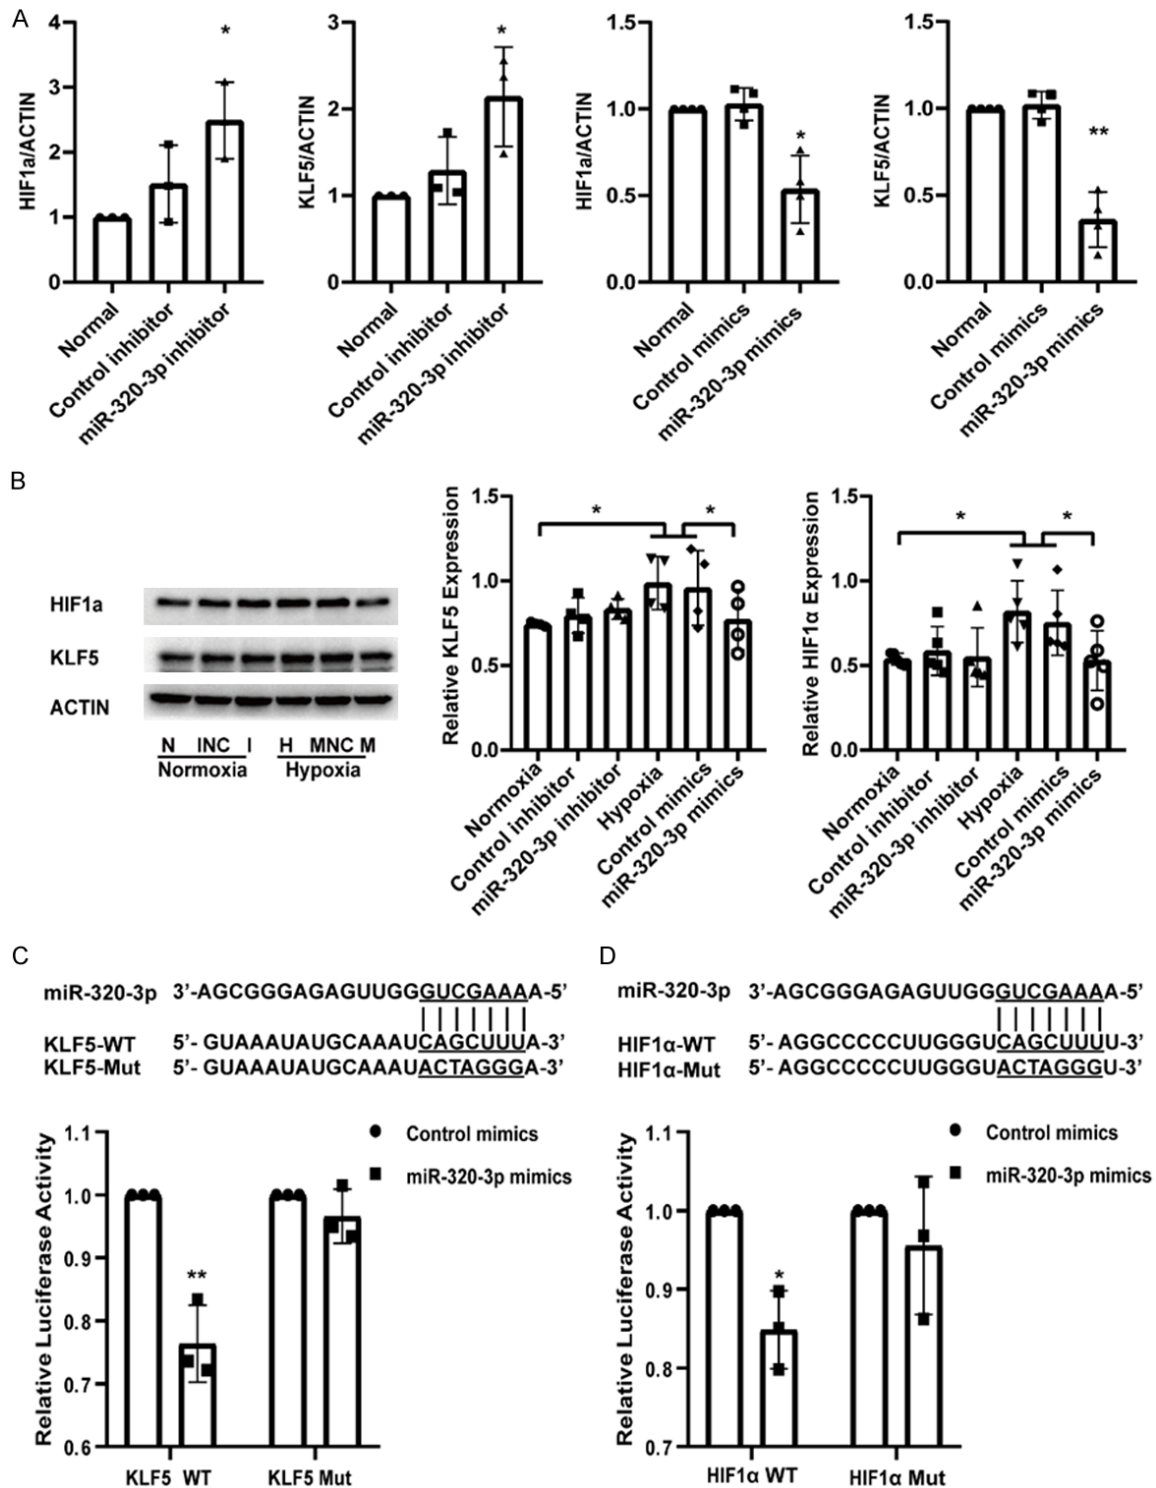 A
HIF1a/ACTIN
4
3
2
1
0
*
Normal
Control inhibitor
miR-320-3p inhibitor
KLF5/ACTIN
3
2
1
0
*
Normal
Control inhibitor
miR-320-3p inhibitor
HIF1a/ACTIN
1.5
1.0
0.5
0.0
*
Normal
Control mimics
miR-320-3p mimics
KLF5/ACTIN
1.5
1.0
0.5
0.0
**
Normal
Control mimics
miR-320-3p mimics
B
HIF1a
KLF5
ACTIN
N INC I H MNC M
Normoxia Hypoxia
Relative KLF5 Expression
1.5
1.0
0.5
0.0
* *
Normoxia
Control inhibitor
miR-320-3p inhibitor
Hypoxia
Control mimics
miR-320-3p mimics
Relative HIF1α Expression
1.5
1.0
0.5
0.0
* *
Normoxia
Control inhibitor
miR-320-3p inhibitor
Hypoxia
Control mimics
miR-320-3p mimics
C
miR-320-3p 3’-AGCGGGAGAGUUGGGUCGAAAA-5’
KLF5-WT 5’- GUAAAUAUGCAAAUCAGCUUUA-3’
KLF5-Mut 5’- GUAAAUAUGCAAAUACTAGGGA-3’
Relative Luciferase Activity
1.1
1.0
0.9
0.8
0.7
0.6
**
Control mimics
miR-320-3p mimics
KLF5 WT KLF5 Mut
D
miR-320-3p 3’-AGCGGGAGAGUUGGGUCGAAAA-5’
HIF1α-WT 5’- AGGCCCCCUUGGGUCAGCUUUU-3’
HIF1α-Mut 5’- AGGCCCCCUUGGGUACTAGGGU-3’
Relative Luciferase Activity
1.1
1.0
0.9
0.8
0.7
*
Control mimics
miR-320-3p mimics
HIF1α WT HIF1α Mut